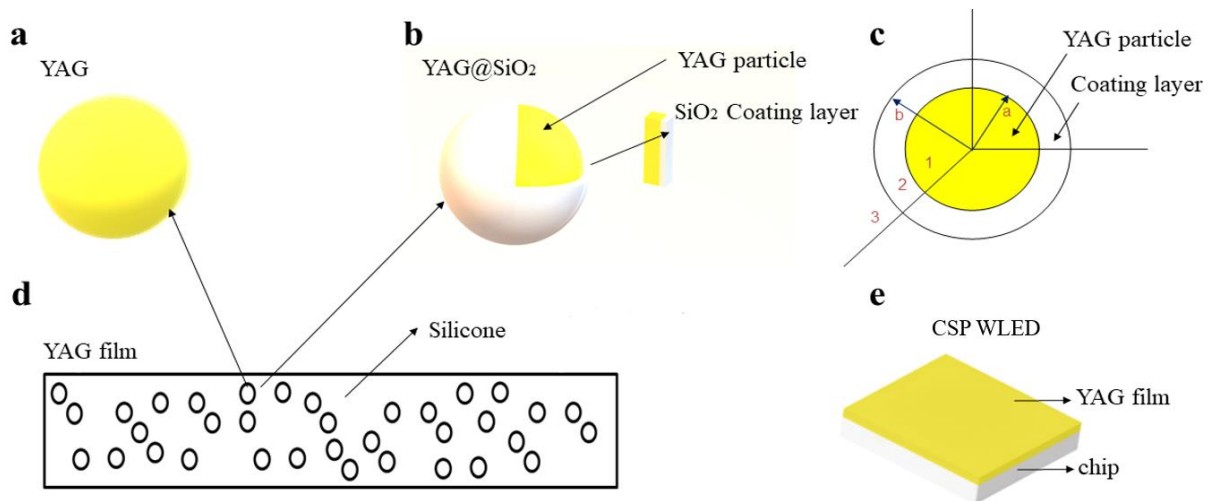 a
YAG
b
YAG@SiO₂
YAG particle
SiO₂ Coating layer
c
YAG particle
Coating layer
b
a
1
2
3
d
YAG film
Silicone
e
CSP WLED
YAG film
chip